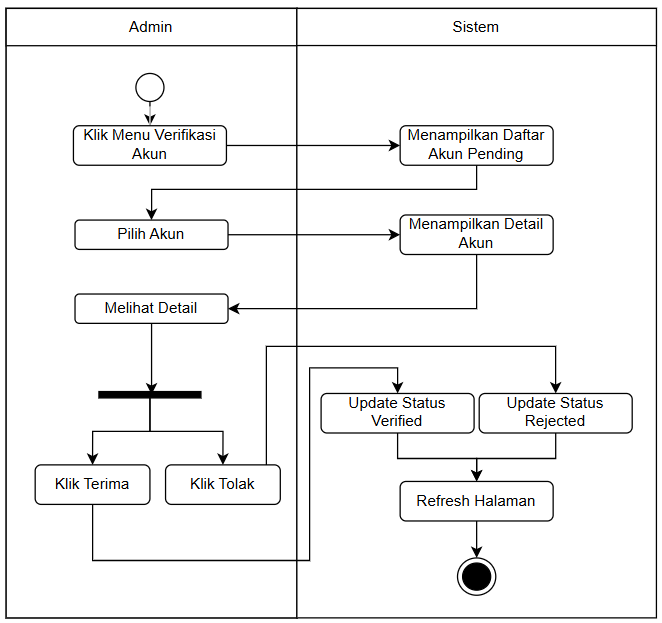 Admin
Sistem
Klik Menu Verifikasi
Akun
Menampilkan Daftar
Akun Pending
Pilih Akun
Menampilkan Detail
Akun
Melihat Detail
Update Status
Verified
Update Status
Rejected
Klik Terima
Klik Tolak
Refresh Halaman